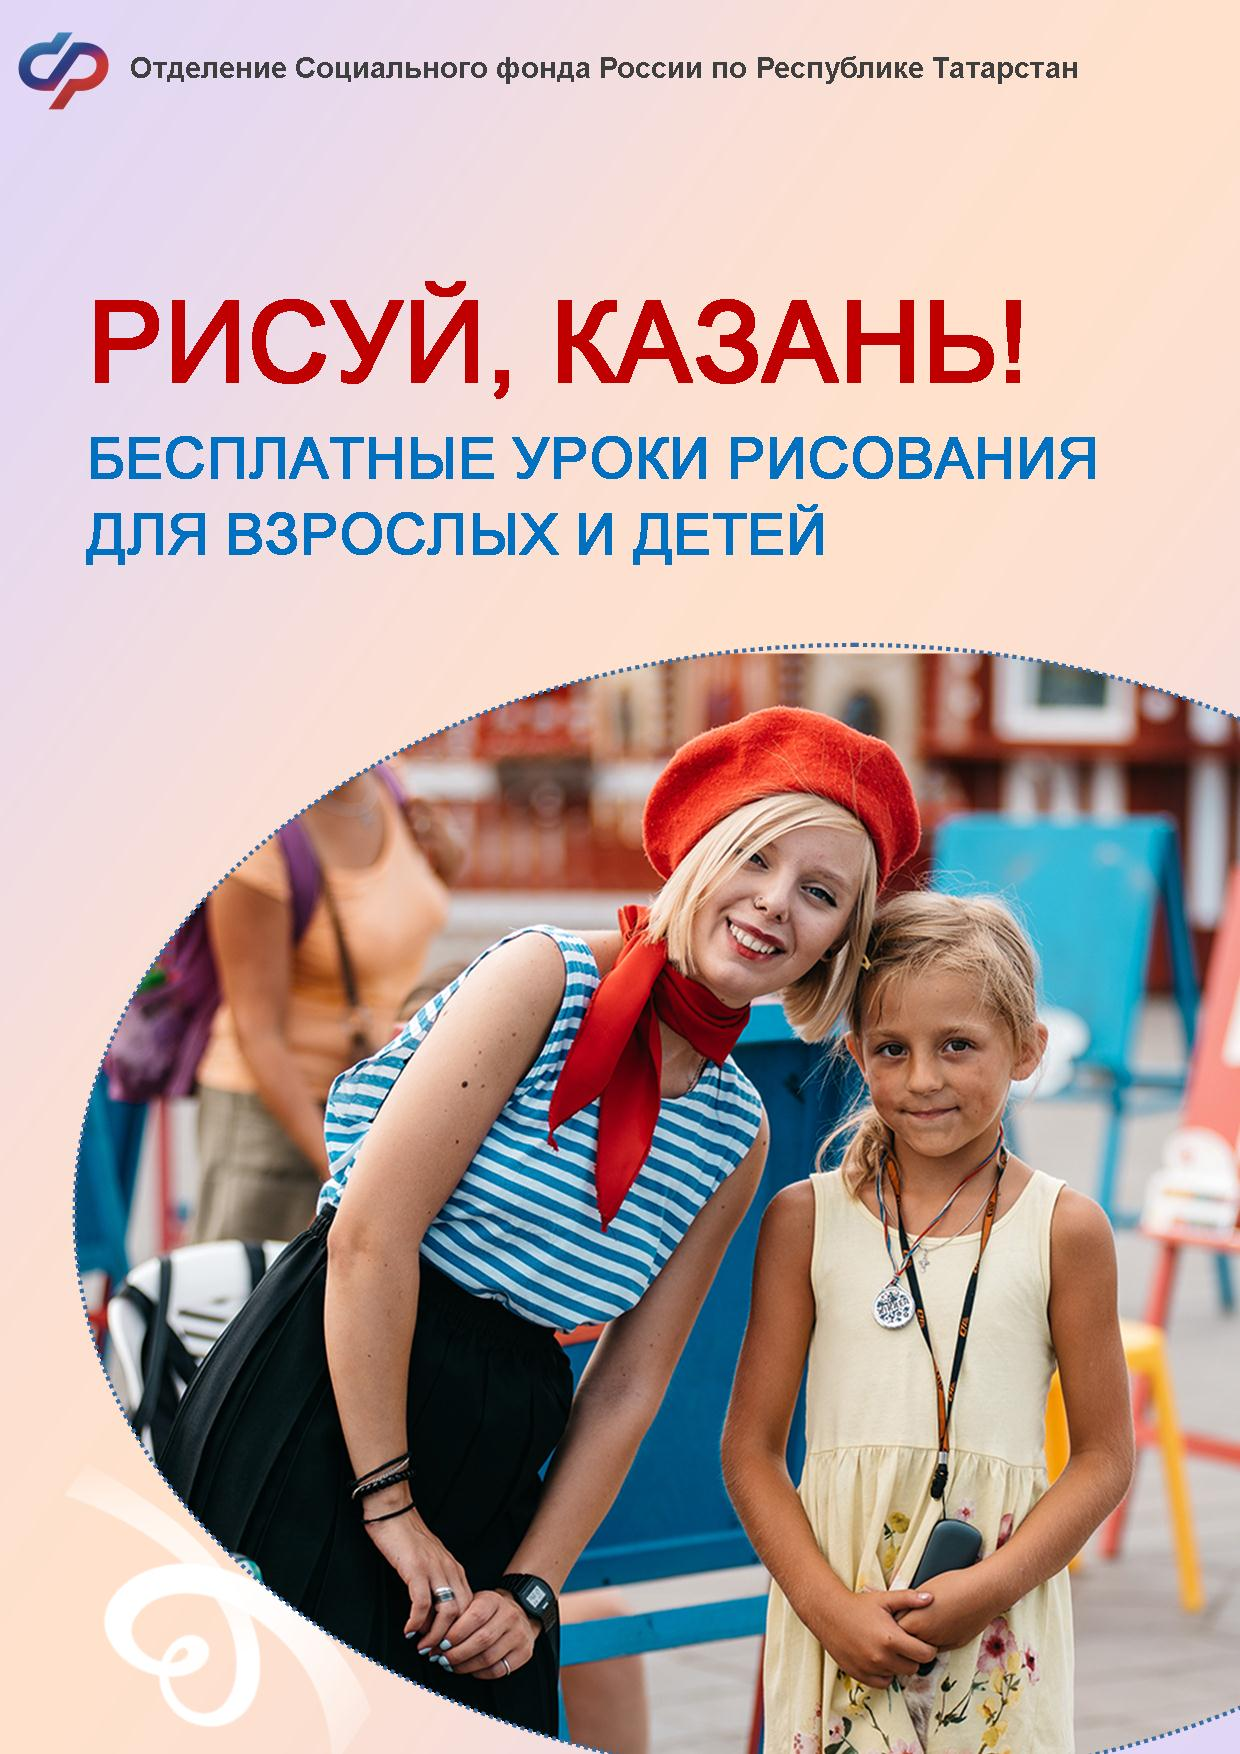 Отделение Социального фонда России по Республике Татарстан
РИСУЙ, КАЗАНЬ!
БЕСПЛАТНЫЕ УРОКИ РИСОВАНИЯ
ДЛЯ ВЗРОСЛЫХ И ДЕТЕЙ